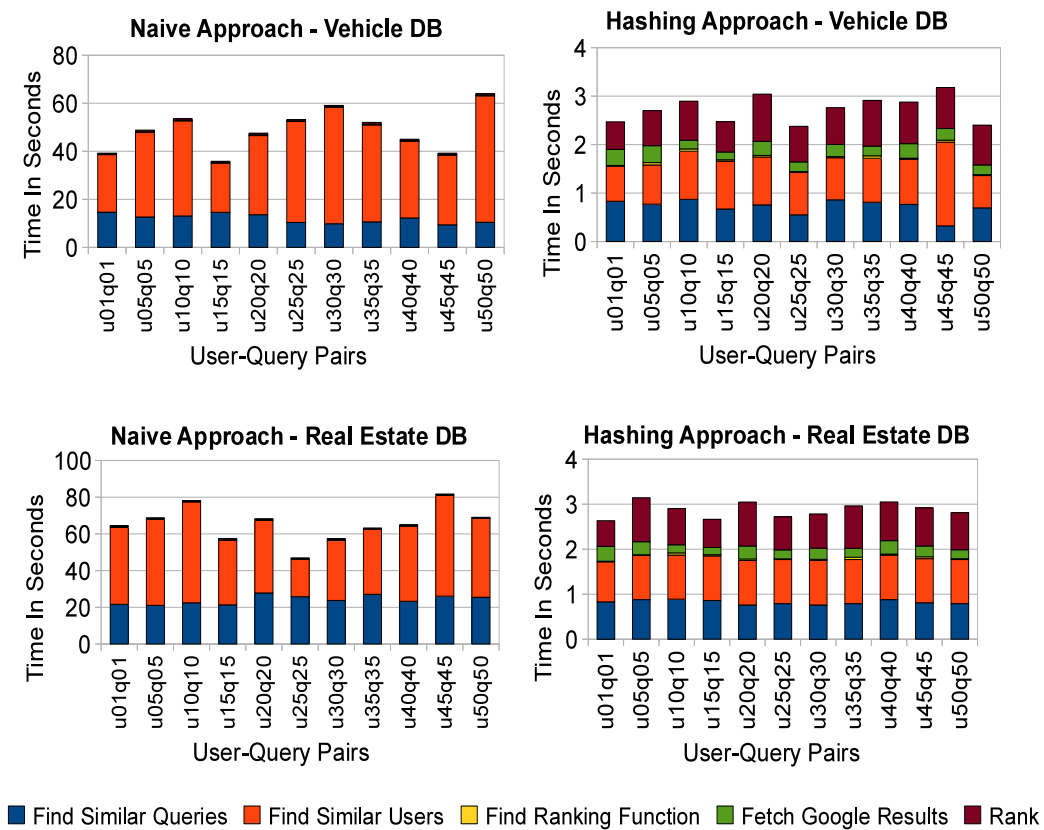 Naive Approach - Vehicle DB
80
60
40
20
0
Time In Seconds
u01q01
u05q05
u10q10
u15q15
u20q20
u25q25
u30q30
u35q35
u40q40
u45q45
u50q50
User-Query Pairs
Hashing Approach - Vehicle DB
4
3
2
1
0
Time In Seconds
u01q01
u05q05
u10q10
u15q15
u20q20
u25q25
u30q30
u35q35
u40q40
u45q45
u50q50
User-Query Pairs
Naive Approach - Real Estate DB
100
80
60
40
20
0
Time In Seconds
u01q01
u05q05
u10q10
u15q15
u20q20
u25q25
u30q30
u35q35
u40q40
u45q45
u50q50
User-Query Pairs
Hashing Approach - Real Estate DB
4
3
2
1
0
Time In Seconds
u01q01
u05q05
u10q10
u15q15
u20q20
u25q25
u30q30
u35q35
u40q40
u45q45
u50q50
User-Query Pairs
Find Similar Queries Find Similar Users Find Ranking Function Fetch Google Results Rank